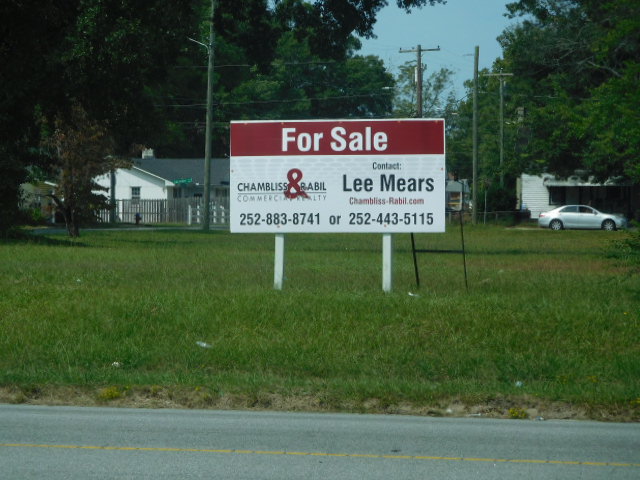 For Sale
CHAMBLISS & RABIL
COMMERCIAL REALTY
Contact:
Lee Mears
Chambliss-Rabil.com
252-883-8741 or 252-443-5115